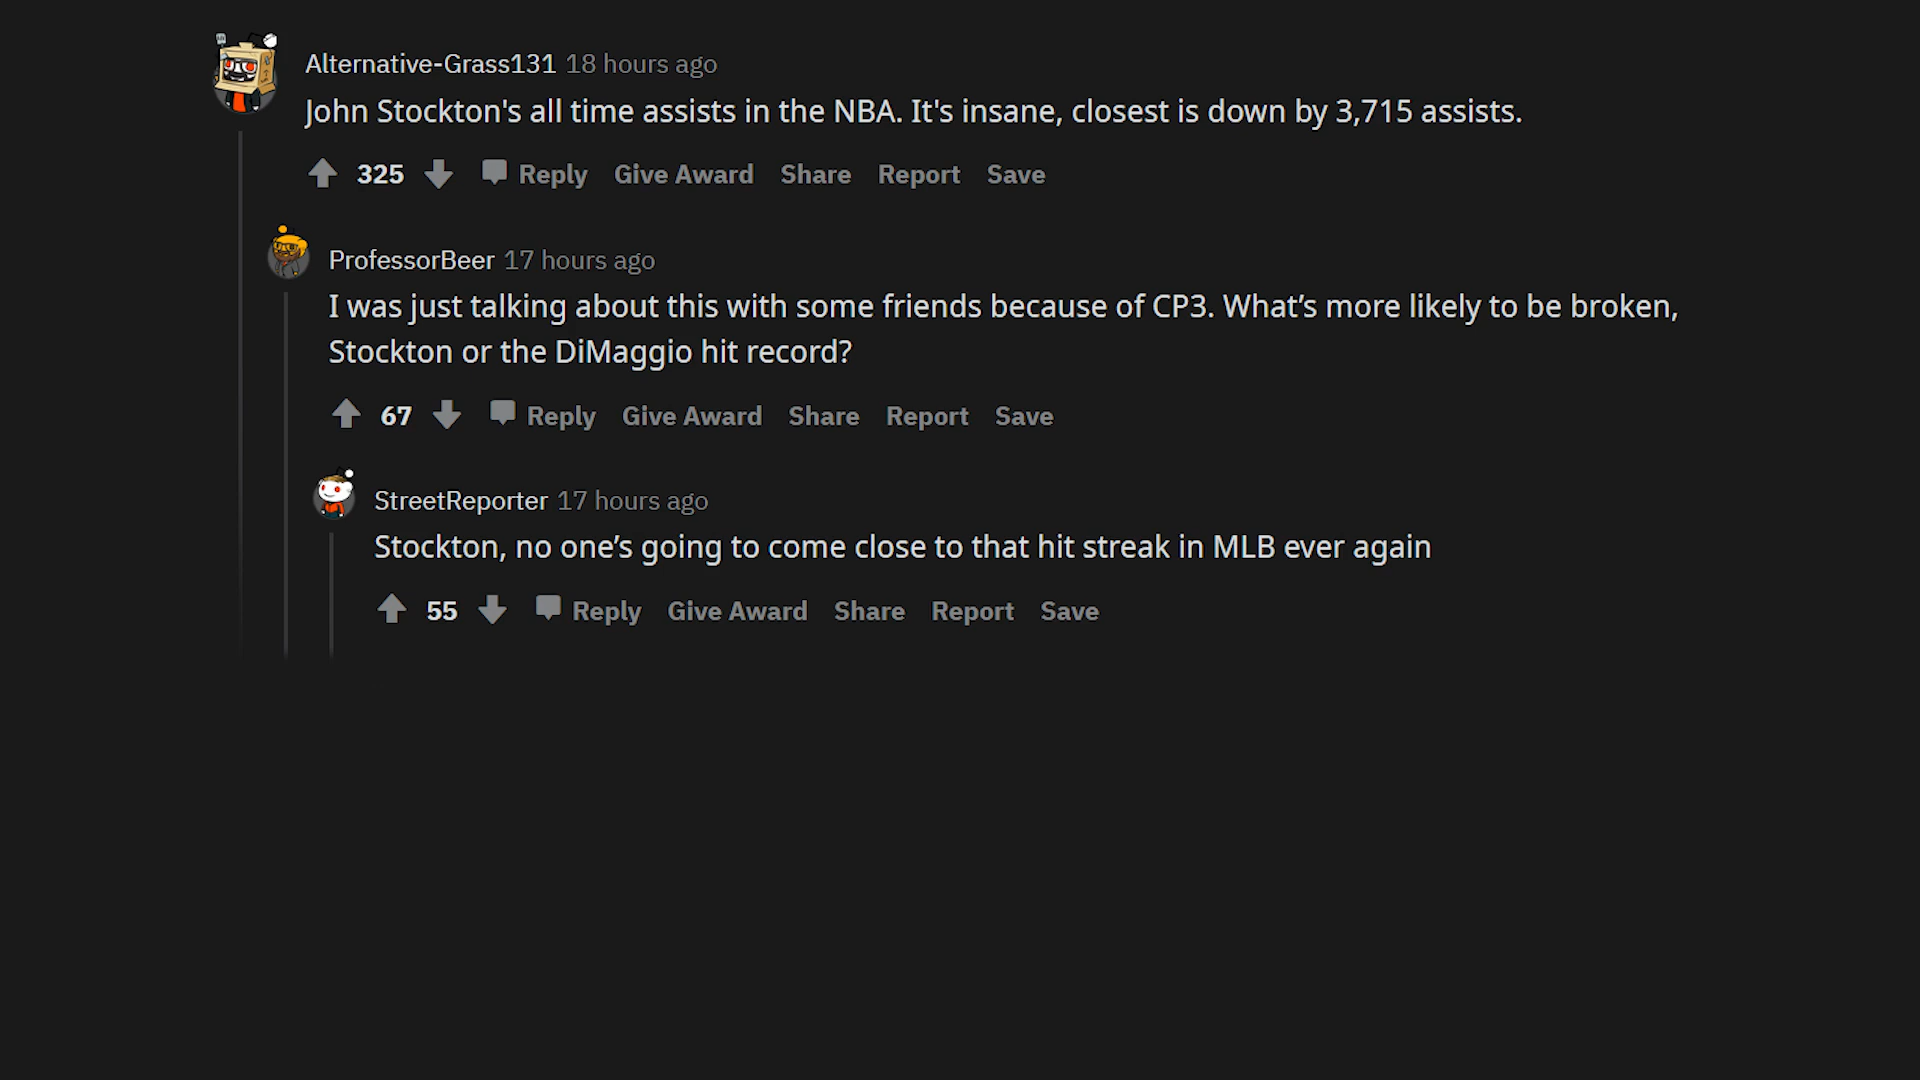 Alternative-Grass131 18 hours ago
John Stockton's all time assists in the NBA. It's insane, closest is down by 3,715 assists.
325 Reply Give Award Share Report Save
ProfessorBeer 17 hours ago
I was just talking about this with some friends because of CP3. What’s more likely to be broken,
Stockton or the DiMaggio hit record?
67 Reply Give Award Share Report Save
StreetReporter 17 hours ago
Stockton, no one’s going to come close to that hit streak in MLB ever again
55 Reply Give Award Share Report Save